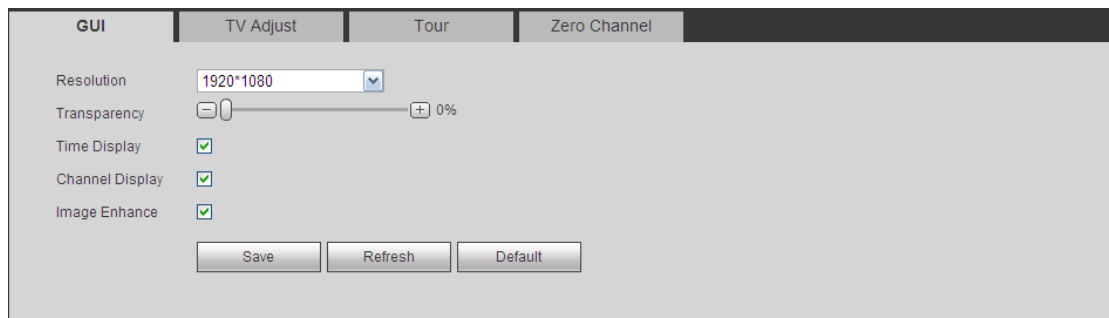 GUI TV Adjust Tour Zero Channel
Resolution 1920*1080
Transparency 0%
Time Display
Channel Display
Image Enhance
Save Refresh Default